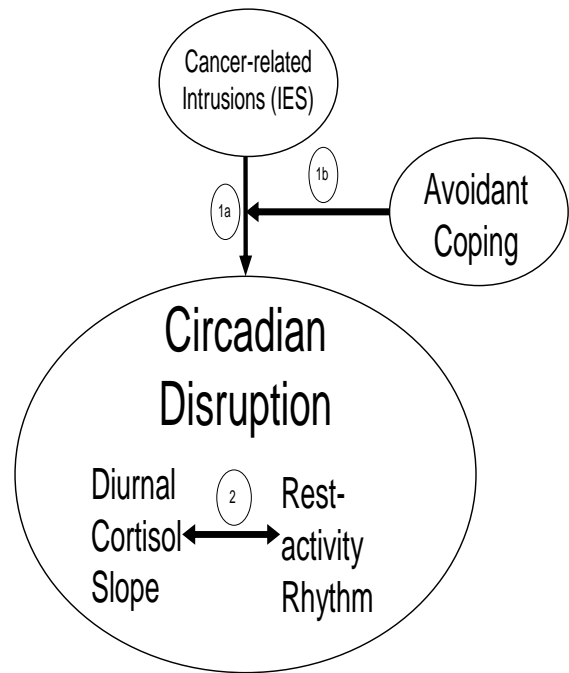 Cancer-related
Intrusions (IES)
1b
1a
Avoidant
Coping
Circadian
Disruption
Diurnal
Cortisol
Slope
2
Rest-
activity
Rhythm